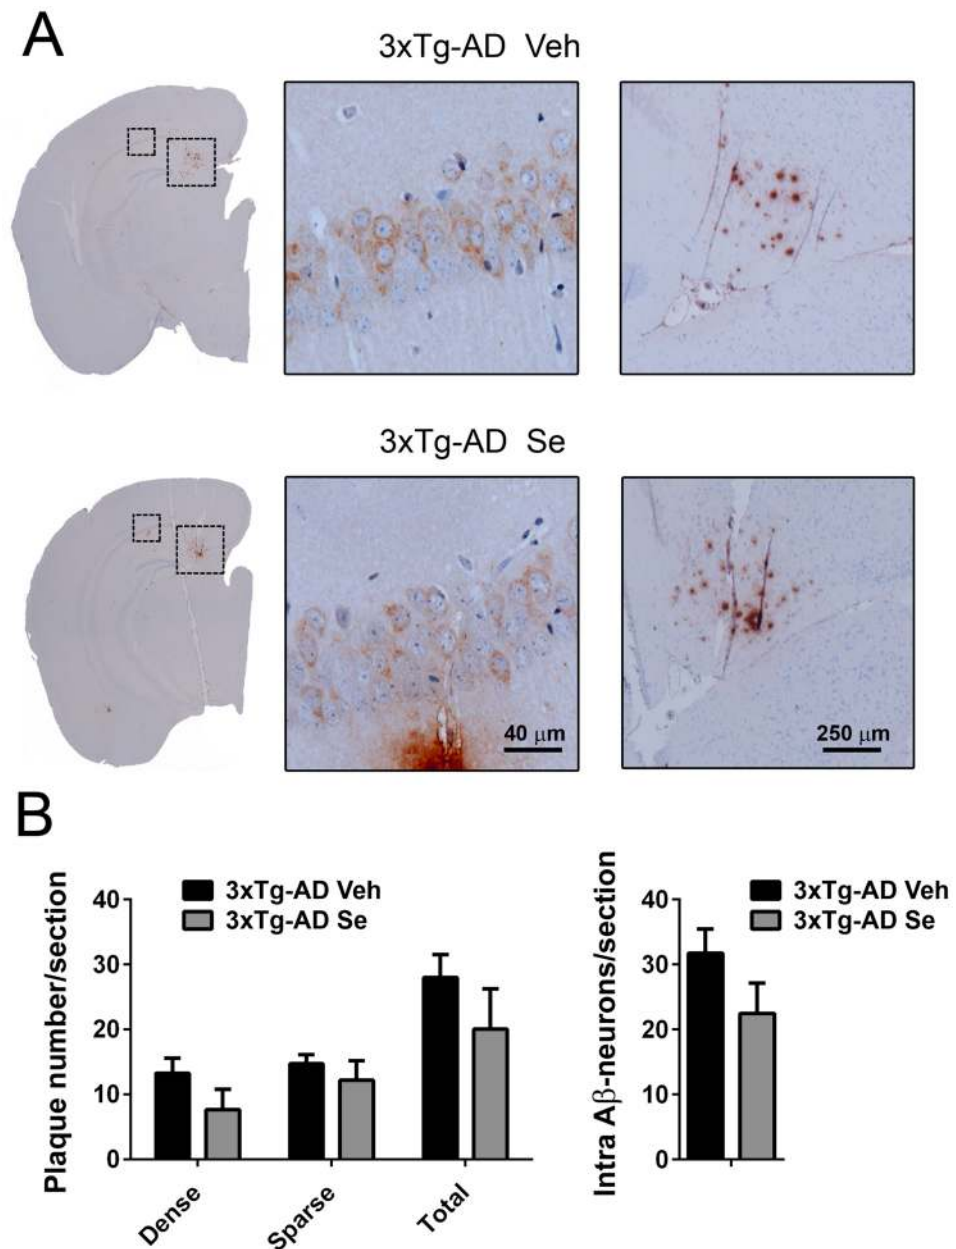 A
3xTg-AD Veh
3xTg-AD Se
40 μm
250 μm
B
Plaque number/section
40
30
20
10
0
3xTg-AD Veh
3xTg-AD Se
Dense
Sparse
Total
Intra Aβ-neurons/section
40
30
20
10
0
3xTg-AD Veh
3xTg-AD Se